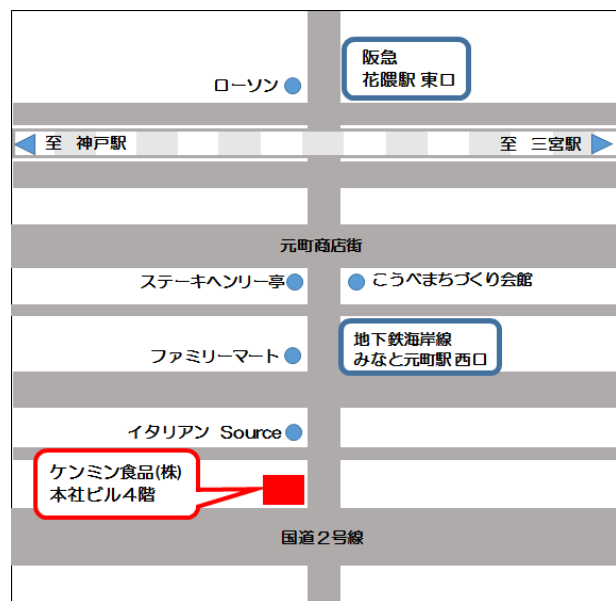 阪急
花隈駅 東口
ローソン
至 神戸駅
至 三宮駅
元町商店街
ステーキヘンリー亭
こうべまちづくり会館
地下鉄海岸線
みなと元町駅 西口
ファミリーマート
イタリアン Source
ケンミン食品(株)
本社ビル４階
国道２号線